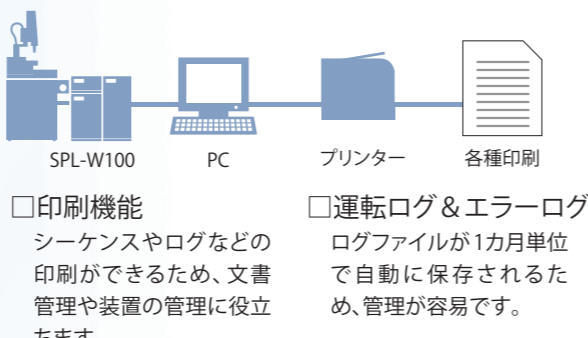 SPL-W100
PC
プリンター
各種印刷
□印刷機能
シーケンスやログなどの
印刷ができるため、文書
管理や装置の管理に役立
ちます
□運転ログ＆エラーログ
ログファイルが1カ月単位
で自動に保存されるた
め、管理が容易です。